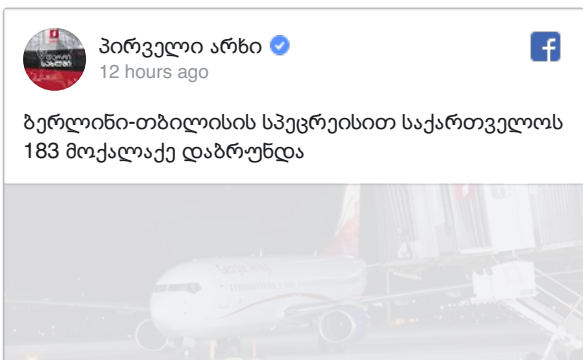 პირველი არხი
12 hours ago
ბერლინი-თბილისის სპეცრეისით საქართველოს
183 მოქალაქე დაბრუნდა